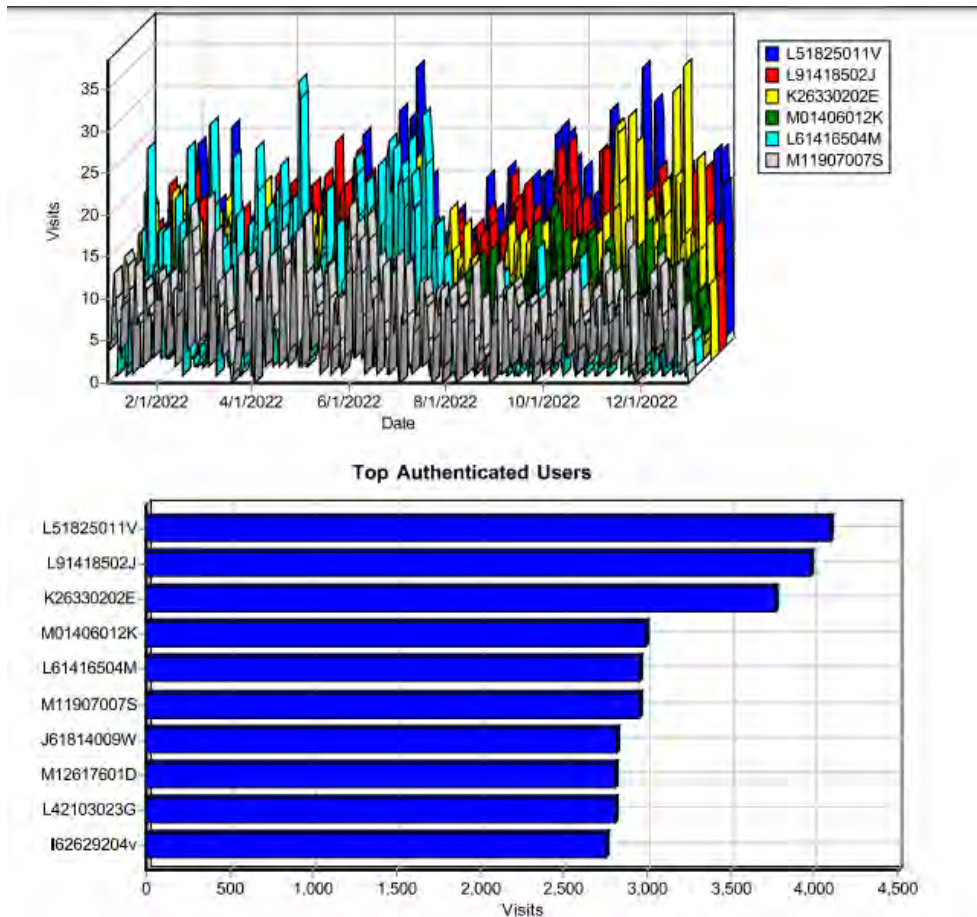 35
30
25
20
15
10
5
0
Visits
2/1/2022 4/1/2022 6/1/2022 8/1/2022 10/1/2022 12/1/2022
Date
L51825011V
L91418502J
K26330202E
M01406012K
L61416504M
M11907007S
Top Authenticated Users
L51825011V
L91418502J
K26330202E
M01406012K
L61416504M
M11907007S
J61814009W
M12617601D
L42103023G
I62629204v
0 500 1,000 1,500 2,000 2,500 3,000 3,500 4,000 4,500
Visits